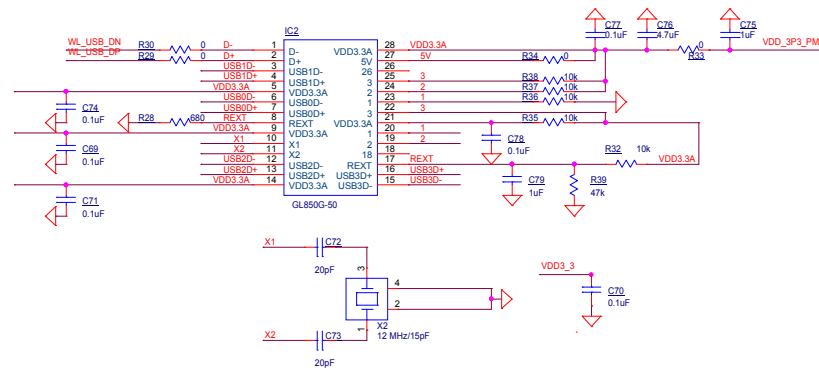 IC2
WL_USB_DN R30 0 D- 1 D- VDD3.3A 28 VDD3.3A
WL_USB_DP R29 0 D+ 2 D+ 5V 27 5V R34 0
USB1D- 3 USB1D- 26 26
USB1D+ 4 USB1D+ 3 25 3 R38 10k
VDD3.3A 5 VDD3.3A 2 24 2 R37 10k
USB0D- 6 USB0D- 1 23 1 R36 10k
USB0D+ 7 USB0D+ 3 22 3
R28 680 REXT 8 REXT VDD3.3A 21 R35 10k
VDD3.3A 9 VDD3.3A 1 20 1
X1 10 X1 2 19 2
X2 11 X2 18 18
USB2D- 12 USB2D- REXT 17 REXT
USB2D+ 13 USB2D+ USB3D+ 16 USB3D+
VDD3.3A 14 VDD3.3A USB3D- 15 USB3D-
GL850G-50
C77
0.1uF
C76
4.7uF
C75
1uF
0
R33
VDD_3P3_PM
C74
0.1uF
C69
0.1uF
C71
0.1uF
C78
0.1uF
R32 10k
VDD3.3A
C79
1uF
R39
47k
X1 C72
20pF
3
4
2
1
X2
12 MHz/15pF
X2 C73
20pF
VDD3_3
C70
0.1uF